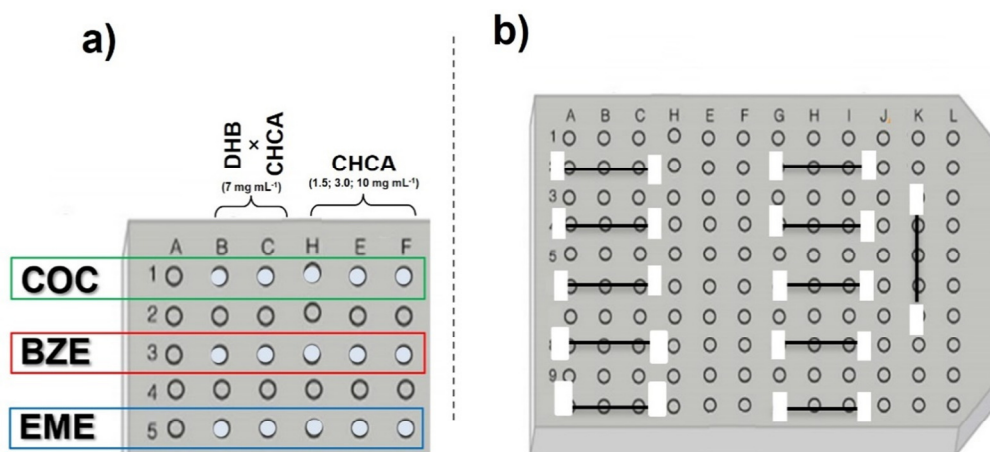 a)
b)
DHB
×
CHCA
(7 mg mL-1)
CHCA
(1.5; 3.0; 10 mg mL-1)
A B C H E F
COC 1
2
BZE 3
4
EME 5
A B C H E F G H I J K L
1
3
5
9